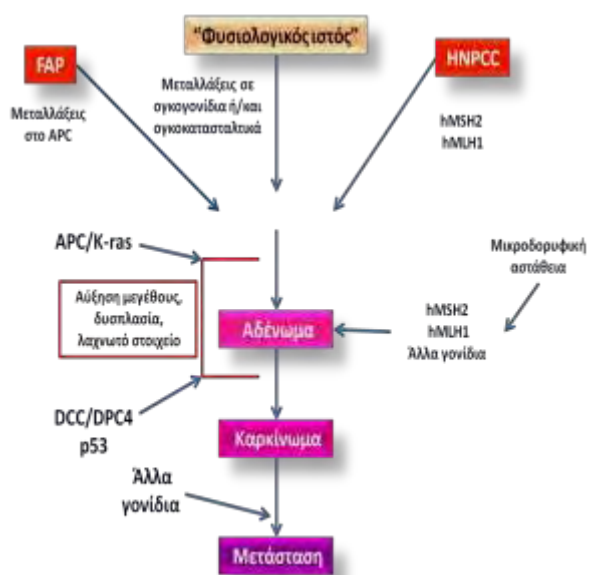 "Φυσιολογικός ιστός"
FAP
HNPCC
Μεταλλάξεις
στο APC
Μεταλλάξεις σε
ογκογονίδια ή/και
ογκοκατασταλτικά
hMSH2
hMLH1
APC/K-ras
Μικροδορυφική
αστάθεια
Αύξηση μεγέθους,
δυσπλασία,
λαχνωτό στοιχείο
Αδένωμα
hMSH2
hMLH1
Άλλα γονίδια
DCC/DPC4
p53
Καρκίνωμα
Άλλα
γονίδια
Μετάσταση